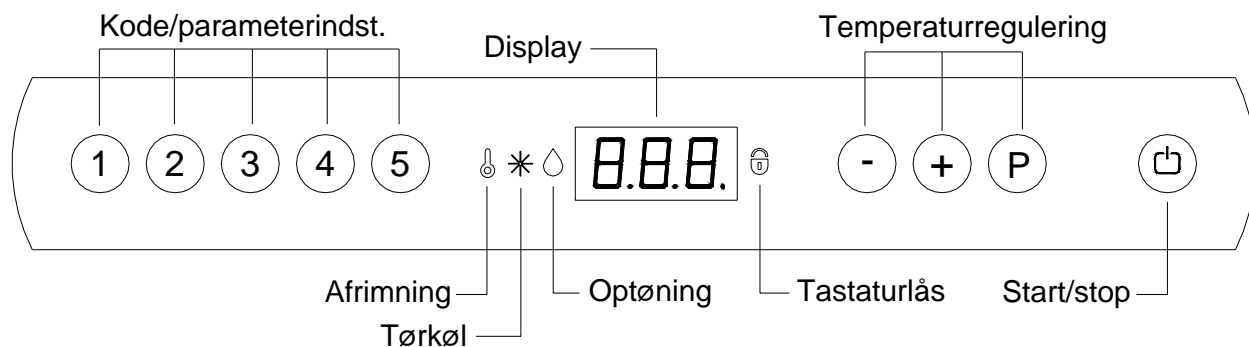 Kode/parameterindst.
Display
Temperaturregulering
1 2 3 4 5 8.8.8. - + P
Afrimning
Optøning
Tastaturlås
Start/stop
Tørkøl